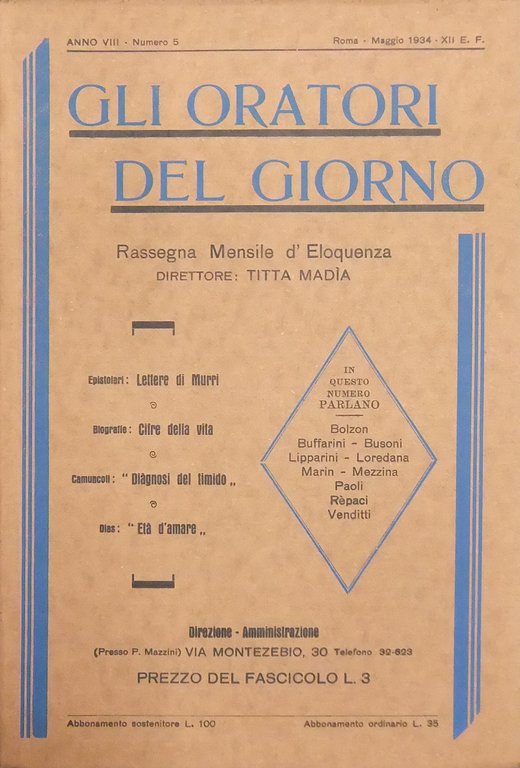 ANNO VIII - Numero 5
Roma - Maggio 1934 - XII E. F.
GLI ORATORI
DEL GIORNO
Rassegna Mensile d' Eloquenza
DIRETTORE: TITTA MADÌA
Epistolari: Lettere di Murri
Biografie: Cifre della vita
Camuncoli: “ Diàgnosi del timido „
Dias: “ Età d'amare „
IN
QUESTO
NUMERO
PARLANO
Bolzon
Buffarini - Busoni
Lipparini - Loredana
Marin - Mezzina
Paoli
Rèpaci
Venditti
Direzione - Amministrazione
(Presso P. Mazzini) VIA MONTEZEBIO, 30 Telefono 32-623
PREZZO DEL FASCICOLO L. 3
Abbonamento sostenitore L. 100
Abbonamento ordinario L. 35